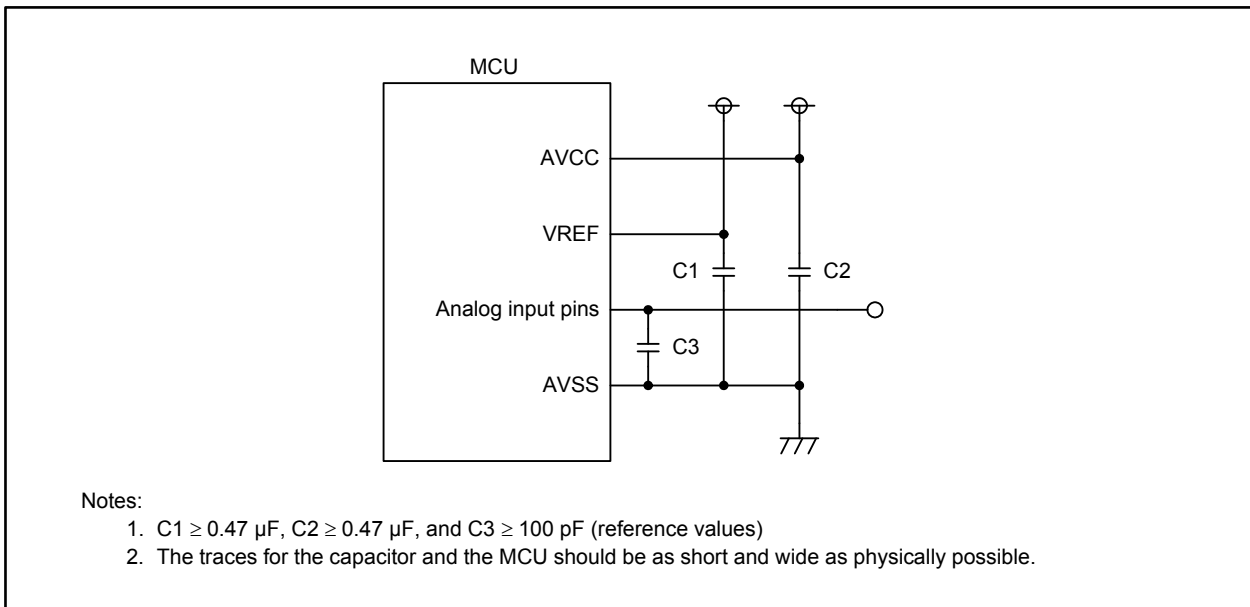 MCU
AVCC
VREF
C1
C2
Analog input pins
C3
AVSS
Notes:
1. C1 ≥ 0.47 µF, C2 ≥ 0.47 µF, and C3 ≥ 100 pF (reference values)
2. The traces for the capacitor and the MCU should be as short and wide as physically possible.